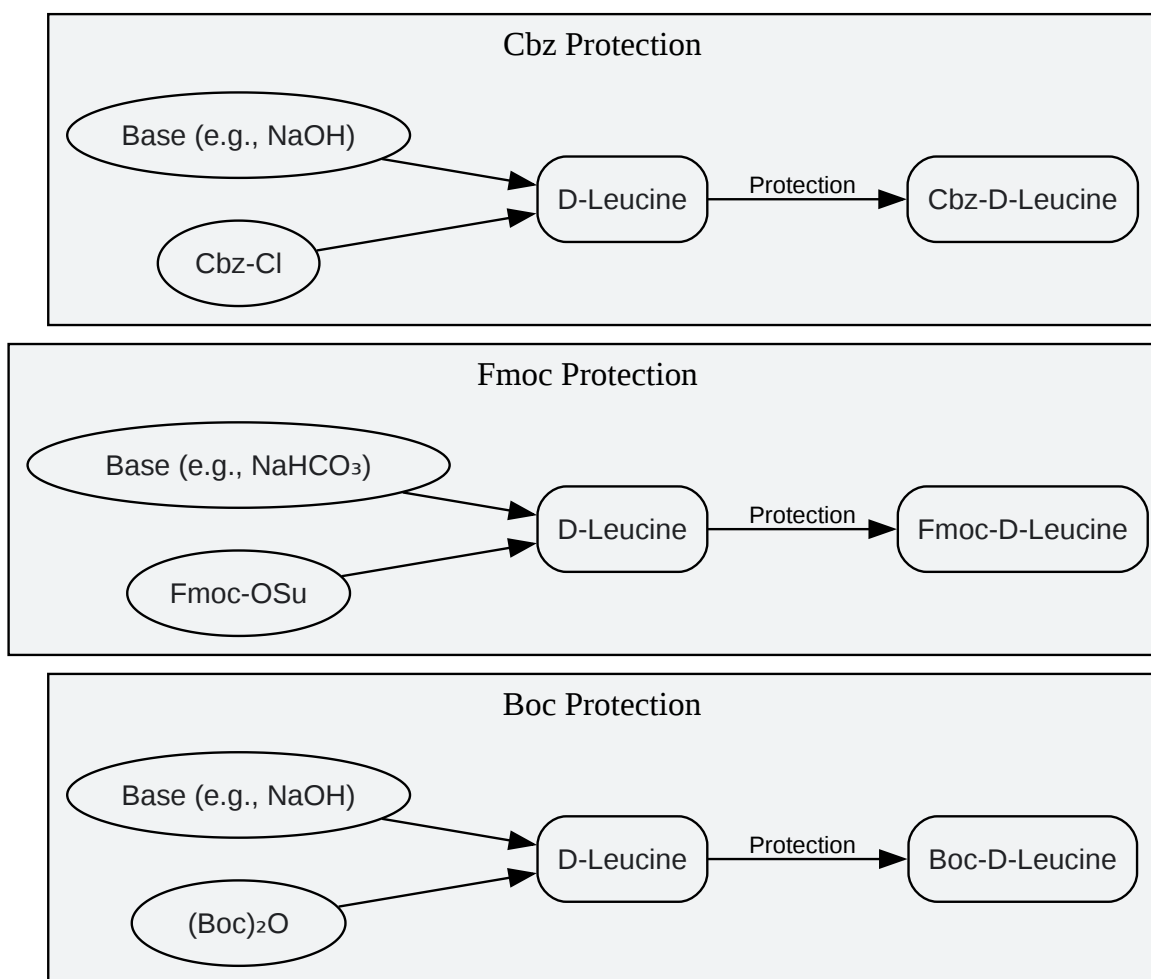 Cbz Protection
Base (e.g., NaOH)
Cbz-Cl
D-Leucine
Protection
Cbz-D-Leucine
Fmoc Protection
Base (e.g., NaHCO₃)
Fmoc-OSu
D-Leucine
Protection
Fmoc-D-Leucine
Boc Protection
Base (e.g., NaOH)
(Boc)₂O
D-Leucine
Protection
Boc-D-Leucine